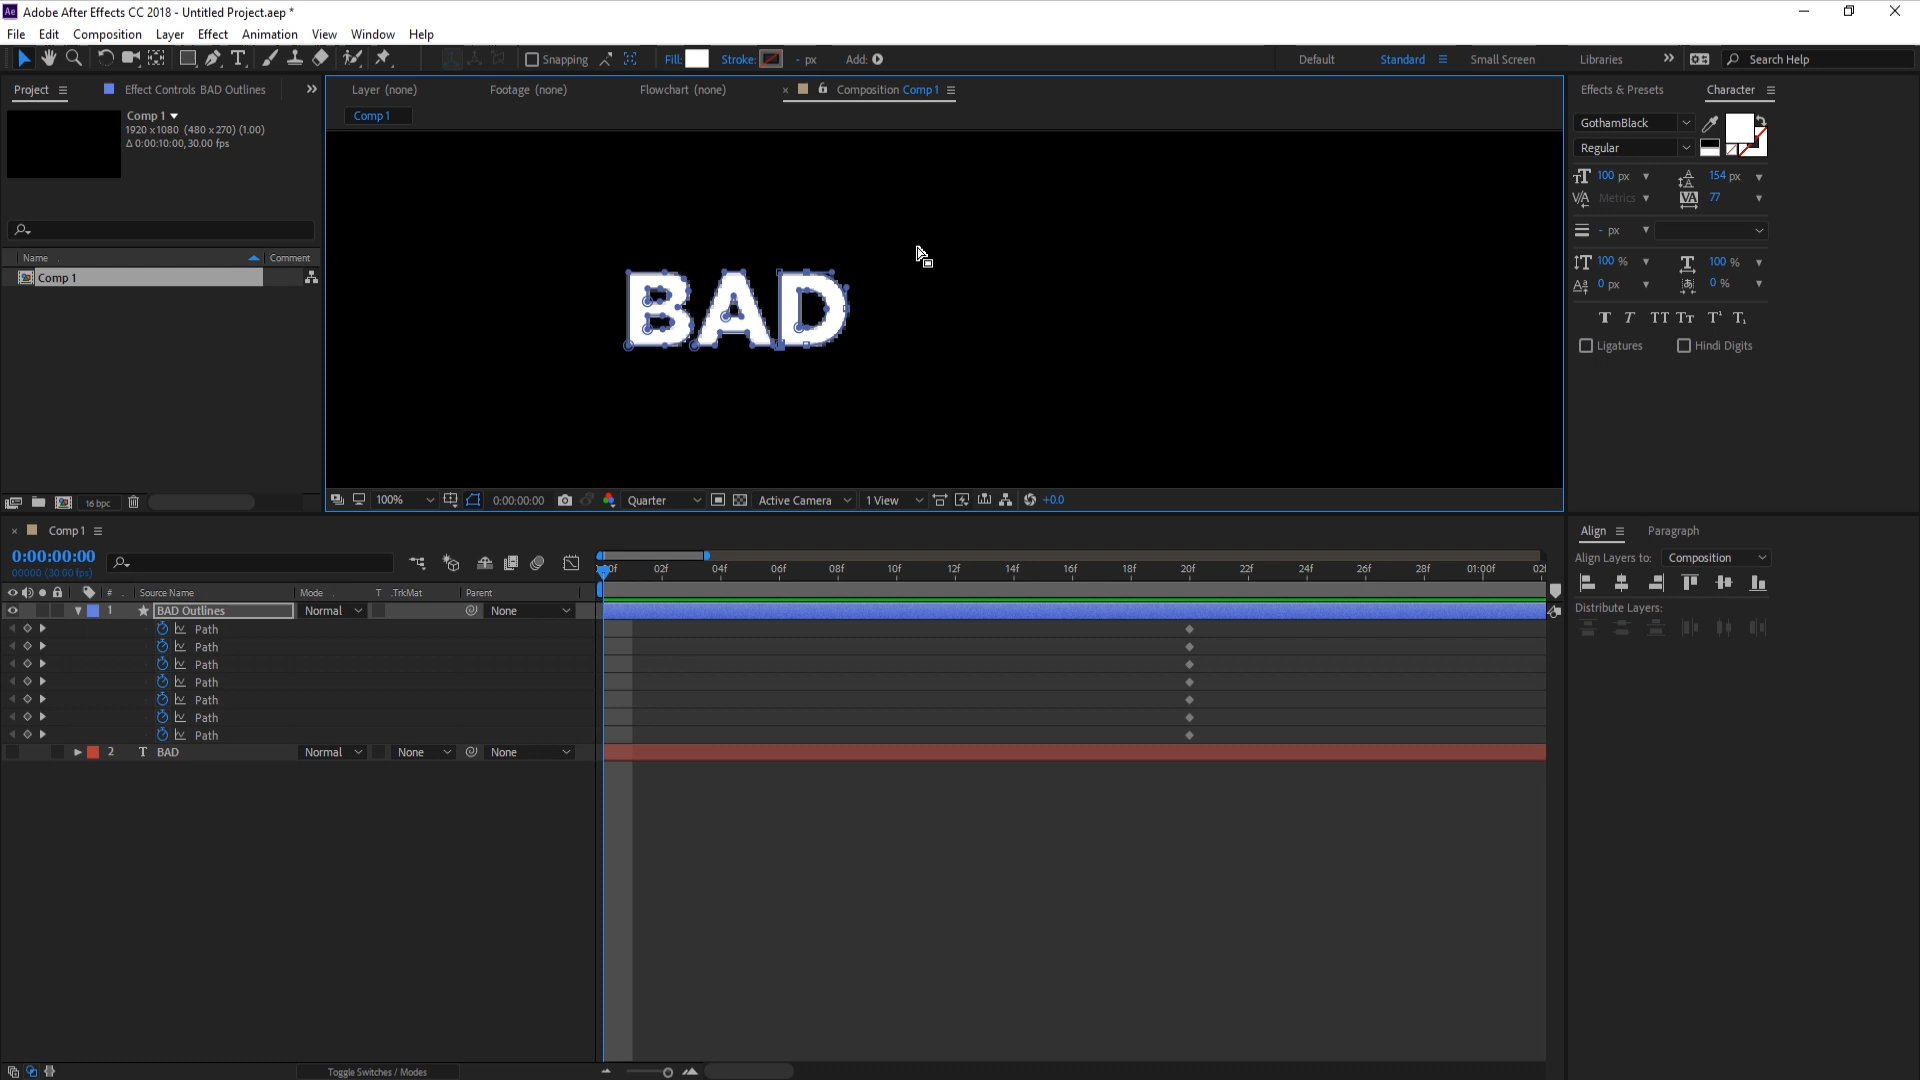 Ae Adobe After Effects CC 2018 - Untitled Project.aep *
File Edit Composition Layer Effect Animation View Window Help
Snapping Fill: Stroke: - px Add: Default Standard Small Screen Libraries Search Help
Project Effect Controls BAD Outlines Layer (none) Footage (none) Flowchart (none) Composition Comp 1 Effects & Presets Character
Comp 1
1920 x 1080 (480 x 270) (1.00)
Δ 0:00:10:00, 30.00 fps
Comp 1
GothamBlack
Regular
100 px 154 px
Metrics 77
- px
100 % 100 %
0 px 0 %
Ligatures Hindi Digits
Name Comment
Comp 1
BAD
16 bpc
100% 0:00:00:00 Quarter Active Camera 1 View +0.0
Comp 1 Align Paragraph
0:00:00:00
00000 (30.00 fps)
Align Layers to: Composition
Distribute Layers:
02f 04f 06f 08f 10f 12f 14f 16f 18f 20f 22f 24f 26f 28f 01:00f
# Source Name Mode T .TrkMat Parent
1 BAD Outlines Normal None
Path
Path
Path
Path
Path
Path
Path
2 T BAD Normal None None
Toggle Switches / Modes